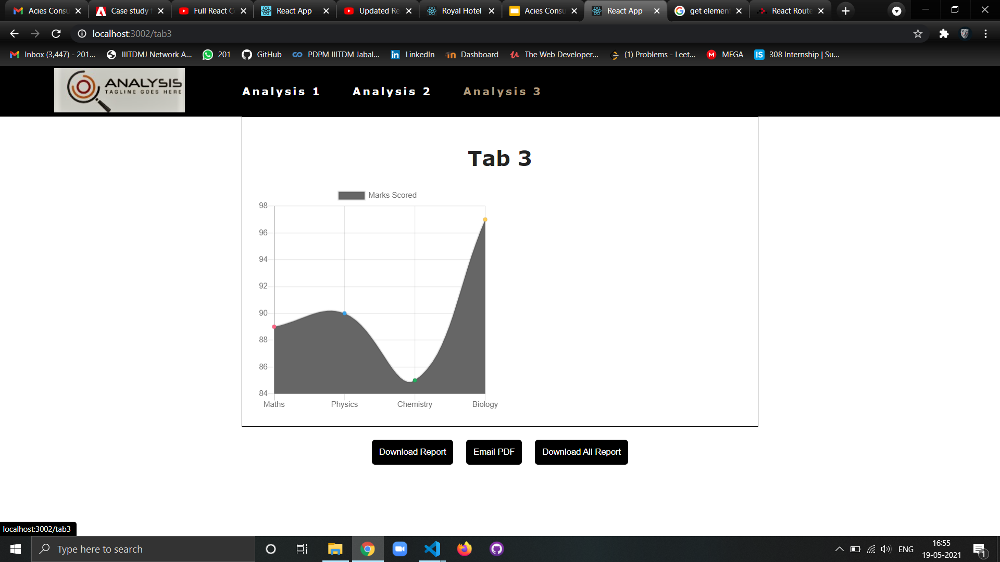 Acies Consu
Case study
Full React C
React App
Updated Re
Royal Hotel
Acies Consu
React App
get elemen
React Route
localhost:3002/tab3
Inbox (3,447) - 201...
IIITDMJ Network A...
201
GitHub
PDPM IIITDM Jabal...
LinkedIn
Dashboard
The Web Developer...
(1) Problems - Leet...
MEGA
IS
308 Internship | Su...
ANALYSIS
TAGLINE GOES HERE
Analysis 1
Analysis 2
Analysis 3
Tab 3
Marks Scored
98
96
94
92
90
88
86
84
Maths
Physics
Chemistry
Biology
Download Report
Email PDF
Download All Report
localhost:3002/tab3
Type here to search
ENG
16:55
19-05-2021
1